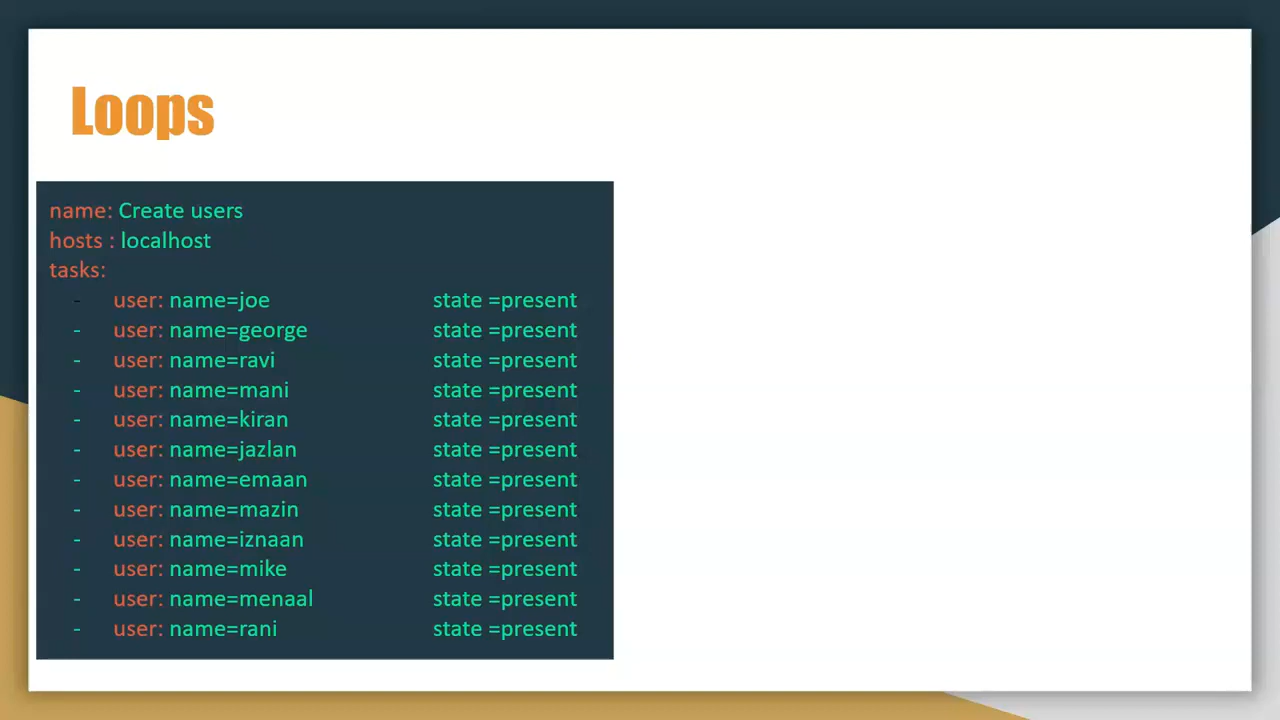 Loops
name: Create users
hosts : localhost
tasks:
- user: name=joe state =present
- user: name=george state =present
- user: name=ravi state =present
- user: name=mani state =present
- user: name=kiran state =present
- user: name=jazlan state =present
- user: name=emaan state =present
- user: name=mazin state =present
- user: name=iznaan state =present
- user: name=mike state =present
- user: name=menaal state =present
- user: name=rani state =present